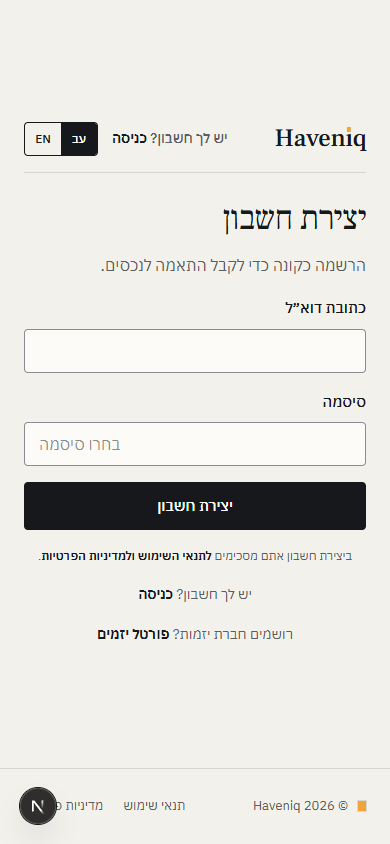 Haveniq
יש לך חשבון? כניסה
עב EN
יצירת חשבון
הרשמה כקונה כדי לקבל התאמה לנכסים.
כתובת דוא״ל
סיסמה
בחרו סיסמה
יצירת חשבון
ביצירת חשבון אתם מסכימים לתנאי השימוש ולמדיניות הפרטיות.
יש לך חשבון? כניסה
רושמים חברת יזמות? פורטל יזמים
© 2026 Haveniq
תנאי שימוש
מדיניות
N